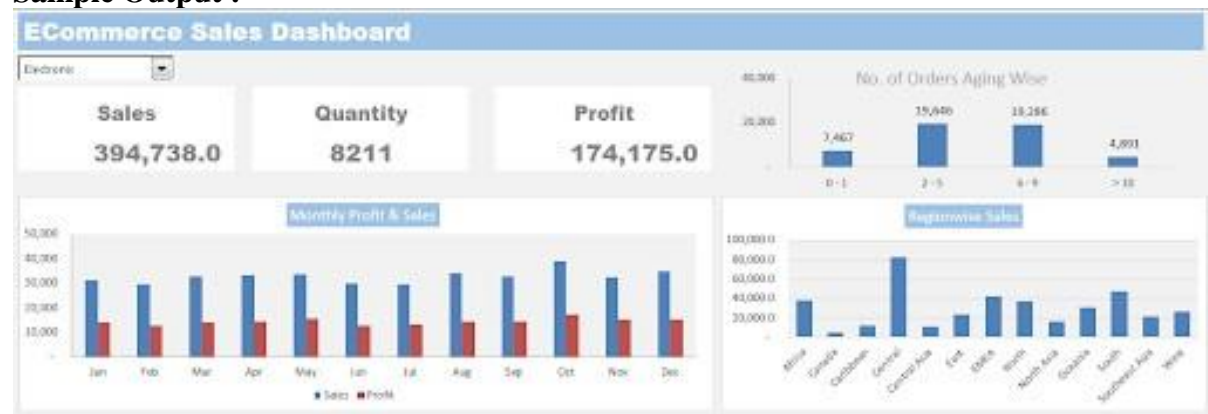 Sample Output :
ECommerce Sales Dashboard
Electronic
Sales
394,738.0
Quantity
8211
Profit
174,175.0
No. of Orders Aging Wise
40,000
20,000
-
7,467
19,646
4,891
0 - 1
2 - 5
6 - 9
> 10
Monthly Profit & Sales
50,000
40,000
30,000
20,000
10,000
-
Jan Feb Mar Apr May Jun Jul Aug Sep Oct Nov Dec
Sales Profit
Regionwise Sales
100,000.0
80,000.0
60,000.0
40,000.0
20,000.0
-
Africa Canada Caribbean Central Central Asia East EMEA North North Asia Oceania South Southeast Asia West